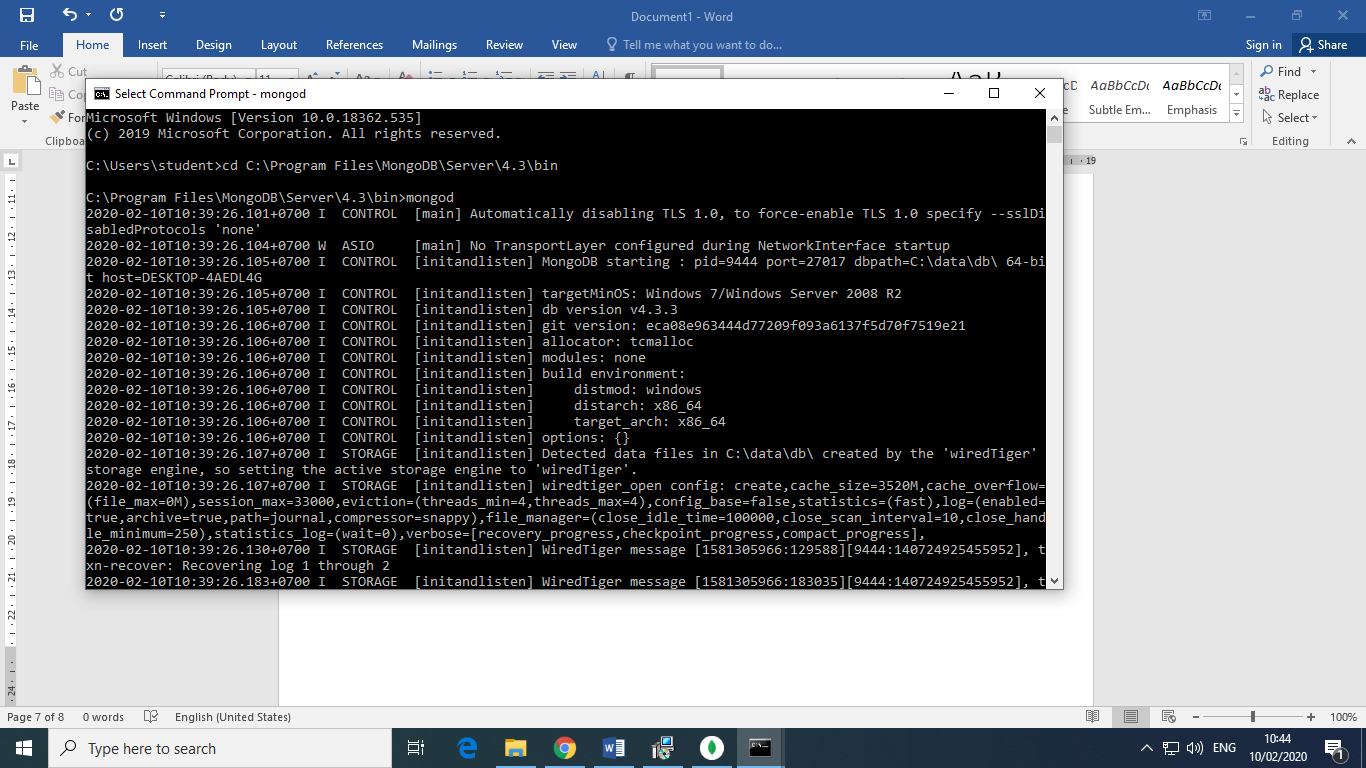 Document1 - Word
File Home Insert Design Layout References Mailings Review View Tell me what you want to do... Sign in Share
Cut
Paste
Clipboa
AaBbCcDc AaBbCcDc
Subtle Em... Emphasis
Find
Replace
Select
Editing
Select Command Prompt - mongod
Microsoft Windows [Version 10.0.18362.535]
(c) 2019 Microsoft Corporation. All rights reserved.
C:\Users\student>cd C:\Program Files\MongoDB\Server\4.3\bin
C:\Program Files\MongoDB\Server\4.3\bin>mongod
2020-02-10T10:39:26.101+0700 I  CONTROL  [main] Automatically disabling TLS 1.0, to force-enable TLS 1.0 specify --sslDi
sabledProtocols 'none'
2020-02-10T10:39:26.104+0700 W  ASIO     [main] No TransportLayer configured during NetworkInterface startup
2020-02-10T10:39:26.105+0700 I  CONTROL  [initandlisten] MongoDB starting : pid=9444 port=27017 dbpath=C:\data\db\ 64-bi
t host=DESKTOP-4AEDL4G
2020-02-10T10:39:26.105+0700 I  CONTROL  [initandlisten] targetMinOS: Windows 7/Windows Server 2008 R2
2020-02-10T10:39:26.105+0700 I  CONTROL  [initandlisten] db version v4.3.3
2020-02-10T10:39:26.106+0700 I  CONTROL  [initandlisten] git version: eca08e963444d77209f093a6137f5d70f7519e21
2020-02-10T10:39:26.106+0700 I  CONTROL  [initandlisten] allocator: tcmalloc
2020-02-10T10:39:26.106+0700 I  CONTROL  [initandlisten] modules: none
2020-02-10T10:39:26.106+0700 I  CONTROL  [initandlisten] build environment:
2020-02-10T10:39:26.106+0700 I  CONTROL  [initandlisten]     distmod: windows
2020-02-10T10:39:26.106+0700 I  CONTROL  [initandlisten]     distarch: x86_64
2020-02-10T10:39:26.106+0700 I  CONTROL  [initandlisten]     target_arch: x86_64
2020-02-10T10:39:26.106+0700 I  CONTROL  [initandlisten] options: {}
2020-02-10T10:39:26.107+0700 I  STORAGE  [initandlisten] Detected data files in C:\data\db\ created by the 'wiredTiger'
storage engine, so setting the active storage engine to 'wiredTiger'.
2020-02-10T10:39:26.107+0700 I  STORAGE  [initandlisten] wiredtiger_open config: create,cache_size=3520M,cache_overflow=
(file_max=0M),session_max=33000,eviction=(threads_min=4,threads_max=4),config_base=false,statistics=(fast),log=(enabled=
true,archive=true,path=journal,compressor=snappy),file_manager=(close_idle_time=100000,close_scan_interval=10,close_hand
le_minimum=250),statistics_log=(wait=0),verbose=[recovery_progress,checkpoint_progress,compact_progress],
2020-02-10T10:39:26.130+0700 I  STORAGE  [initandlisten] WiredTiger message [1581305966:129588][9444:140724925455952], t
xn-recover: Recovering log 1 through 2
2020-02-10T10:39:26.183+0700 I  STORAGE  [initandlisten] WiredTiger message [1581305966:183035][9444:140724925455952], t
Page 7 of 8 0 words English (United States) 100%
Type here to search
ENG
10:44
10/02/2020
1